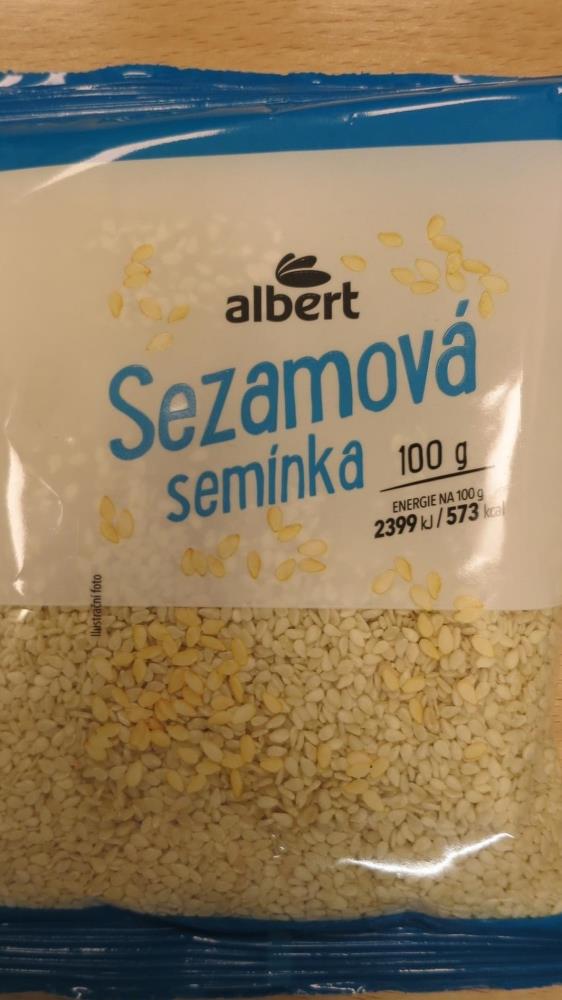 albert
Sezamová
semínka
100 g
ENERGIE NA 100 g
2399 kJ / 573 kcal
Ilustrační foto